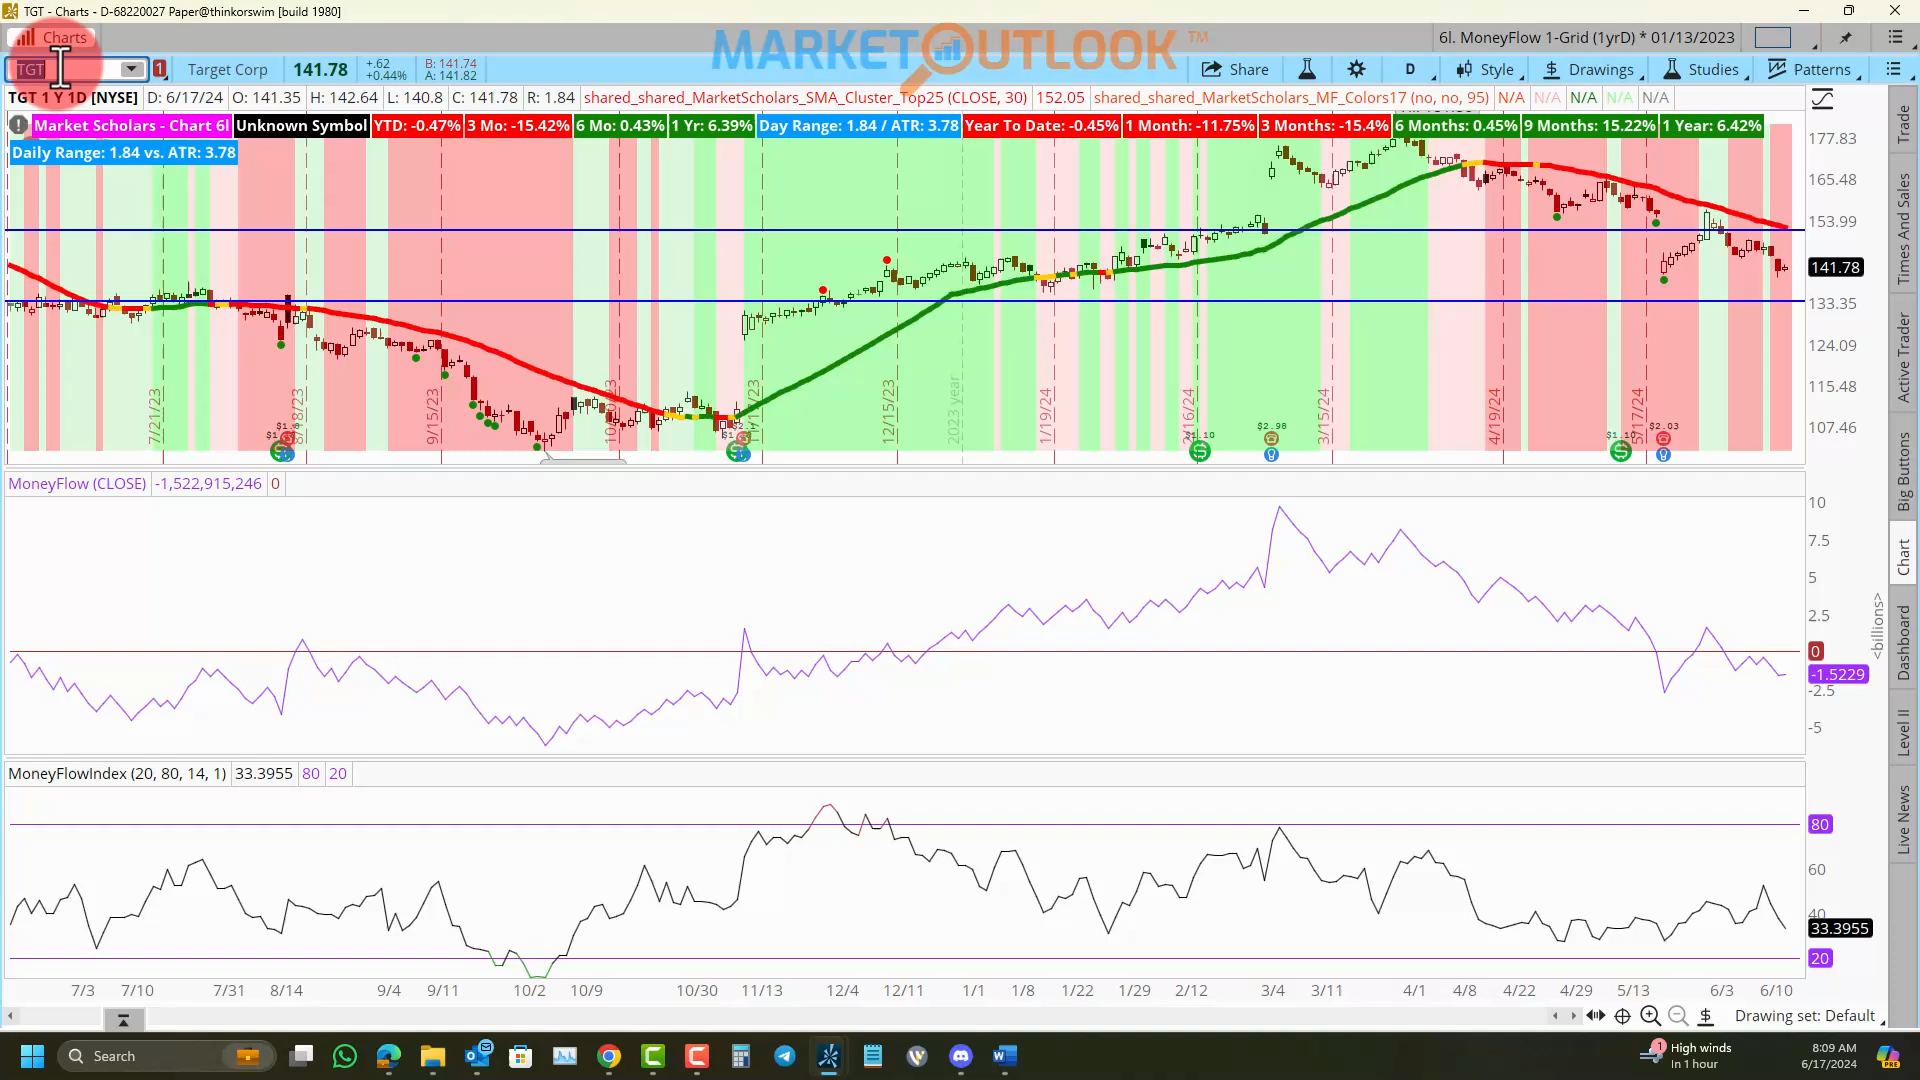 TGT - Charts - D-68220027 Paper@thinkorswim [build 1980]
Charts
MARKET OUTLOOK ™
6l. MoneyFlow 1-Grid (1yrD) * 01/13/2023
TGT
1
Target Corp
141.78
+.62
+0.44%
B: 141.74
A: 141.82
Share
D
Style
Drawings
Studies
Patterns
TGT 1 Y 1D [NYSE] D: 6/17/24 O: 141.35 H: 142.64 L: 140.8 C: 141.78 R: 1.84 shared_shared_MarketScholars_SMA_Cluster_Top25 (CLOSE, 30) 152.05 shared_shared_MarketScholars_MF_Colors17 (no, no, 95) N/A N/A N/A N/A N/A
Market Scholars - Chart 6l Unknown Symbol YTD: -0.47% 3 Mo: -15.42% 6 Mo: 0.43% 1 Yr: 6.39% Day Range: 1.84 / ATR: 3.78 Year To Date: -0.45% 1 Month: -11.75% 3 Months: -15.4% 6 Months: 0.45% 9 Months: 15.22% 1 Year: 6.42%
Daily Range: 1.84 vs. ATR: 3.78
177.83
165.48
153.99
141.78
133.35
124.09
115.48
107.46
7/21/23
9/15/23
12/15/23
2023 year
1/19/24
3/15/24
4/19/24
5/17/24
$2.98
$2.03
MoneyFlow (CLOSE) -1,522,915,246 0
10
7.5
5
2.5
0
-1.5229
-2.5
-5
<billions>
MoneyFlowIndex (20, 80, 14, 1) 33.3955 80 20
80
60
40
33.3955
20
7/3 7/10 7/31 8/14 9/4 9/11 10/2 10/9 10/30 11/13 12/4 12/11 1/1 1/8 1/22 1/29 2/12 3/4 3/11 4/1 4/8 4/22 4/29 5/13 6/3 6/10
Drawing set: Default
Trade
Times And Sales
Active Trader
Big Buttons
Chart
Dashboard
Level II
Live News
Search
1
High winds
In 1 hour
8:09 AM
6/17/2024
PRE